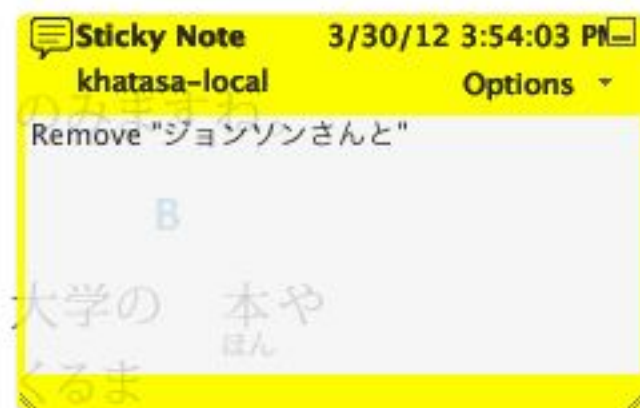 Sticky Note 3/30/12 3:54:03 PM
khatasa-local Options
のみますね
Remove "ジョンソンさんと"
B
大学の 本や
ほん
くるま